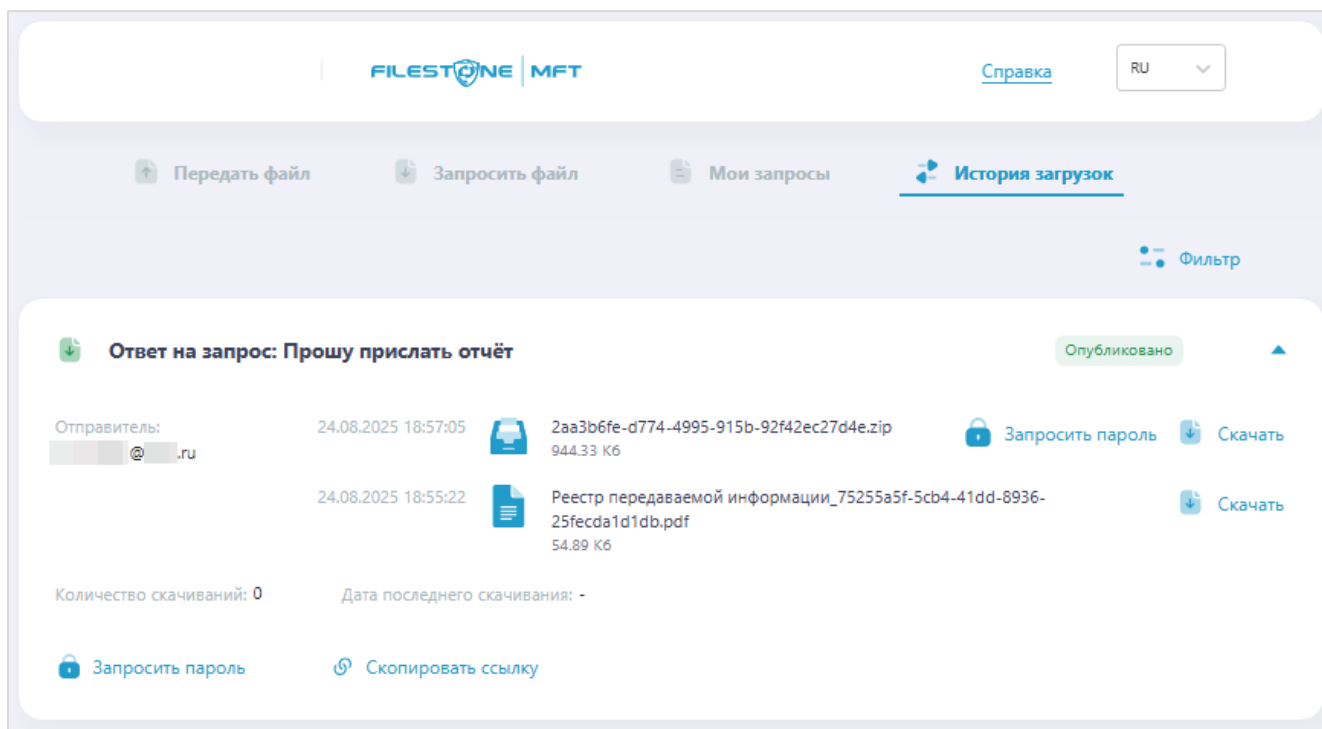 FILESTONE MFT
Справка
RU
Передать файл
Запросить файл
Мои запросы
История загрузок
Фильтр
Ответ на запрос: Прошу прислать отчёт
Опубликовано
Отправитель:
@ .ru
24.08.2025 18:57:05
2aa3b6fe-d774-4995-915b-92f42ec27d4e.zip
944.33 Кб
Запросить пароль
Скачать
24.08.2025 18:55:22
Реестр передаваемой информации_75255a5f-5cb4-41dd-8936-
25fecda1d1db.pdf
54.89 Кб
Скачать
Количество скачиваний: 0
Дата последнего скачивания: -
Запросить пароль
Скопировать ссылку